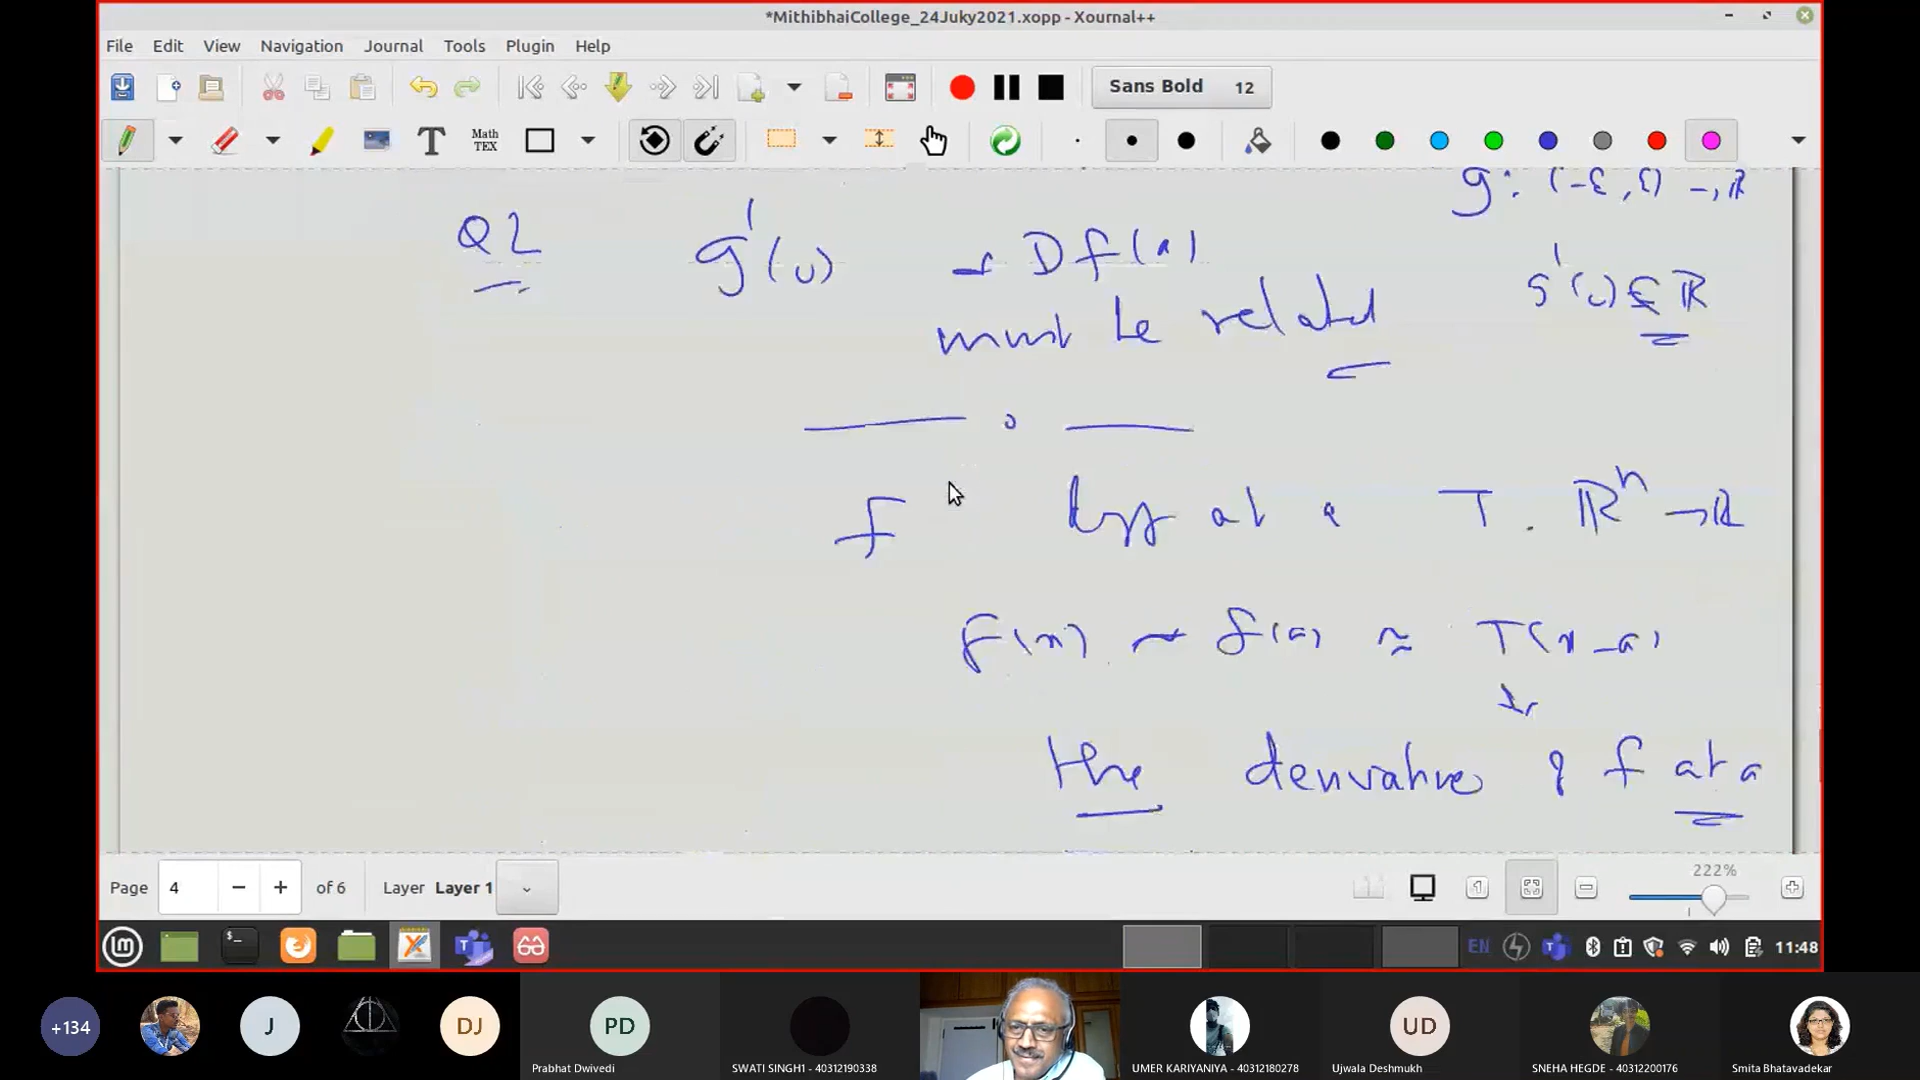 *MithibhaiCollege_24Juky2021.xopp - Xournal++
File Edit View Navigation Journal Tools Plugin Help
Sans Bold 12
T Math TEX
g: (-ε, ε) → ℝ
Q2 g'(0) Df(a) g'(0) ∈ ℝ
must be related
f at a T : ℝⁿ → ℝ
f(x) - f(a) ≈ T(x-a)
the derivative of f at a
Page 4 - + of 6 Layer Layer 1
222%
EN 11:48
+134 J DJ PD UD
Prabhat Dwivedi SWATI SINGH1 - 40312190338 UMER KARIYANIYA - 40312180278 Ujwala Deshmukh SNEHA HEGDE - 40312200176 Smita Bhatavadekar